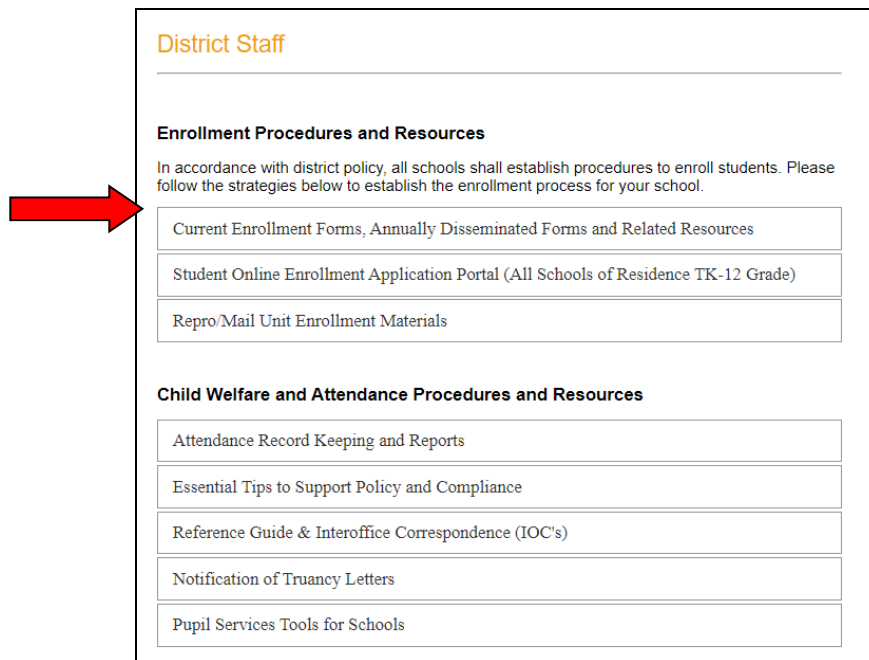 District Staff
Enrollment Procedures and Resources
In accordance with district policy, all schools shall establish procedures to enroll students. Please
follow the strategies below to establish the enrollment process for your school.
Current Enrollment Forms, Annually Disseminated Forms and Related Resources
Student Online Enrollment Application Portal (All Schools of Residence TK-12 Grade)
Repro/Mail Unit Enrollment Materials
Child Welfare and Attendance Procedures and Resources
Attendance Record Keeping and Reports
Essential Tips to Support Policy and Compliance
Reference Guide & Interoffice Correspondence (IOC's)
Notification of Truancy Letters
Pupil Services Tools for Schools